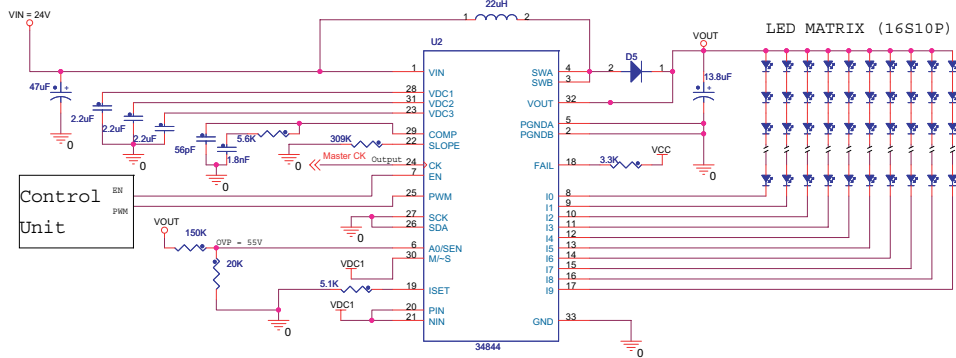 22uH
1
2
VIN = 24V
LED MATRIX (16S10P)
VOUT
U2
D5
2
1
1
VIN
SWA
4
SWB
3
47uF
+
13.8uF
+
28
VDC1
31
VDC2
23
VDC3
VOUT
32
2.2uF
2.2uF
2.2uF
0
0
PGNDA
5
PGNDB
2
29
COMP
22
SLOPE
5.6K
309K
56pF
1.8nF
0
0
0
Master CK
Output
24
CK
7
EN
FAIL
18
3.3K
VCC
Control
Unit
EN
PWM
25
PWM
I0
8
I1
9
I2
10
I3
11
I4
12
I5
13
I6
14
I7
15
I8
16
I9
17
27
SCK
26
SDA
0
VOUT
150K
OVP = 55V
6
A0/SEN
30
M/~S
20K
VDC1
5.1K
19
ISET
VDC1
20
PIN
21
NIN
0
0
GND
33
0
34844